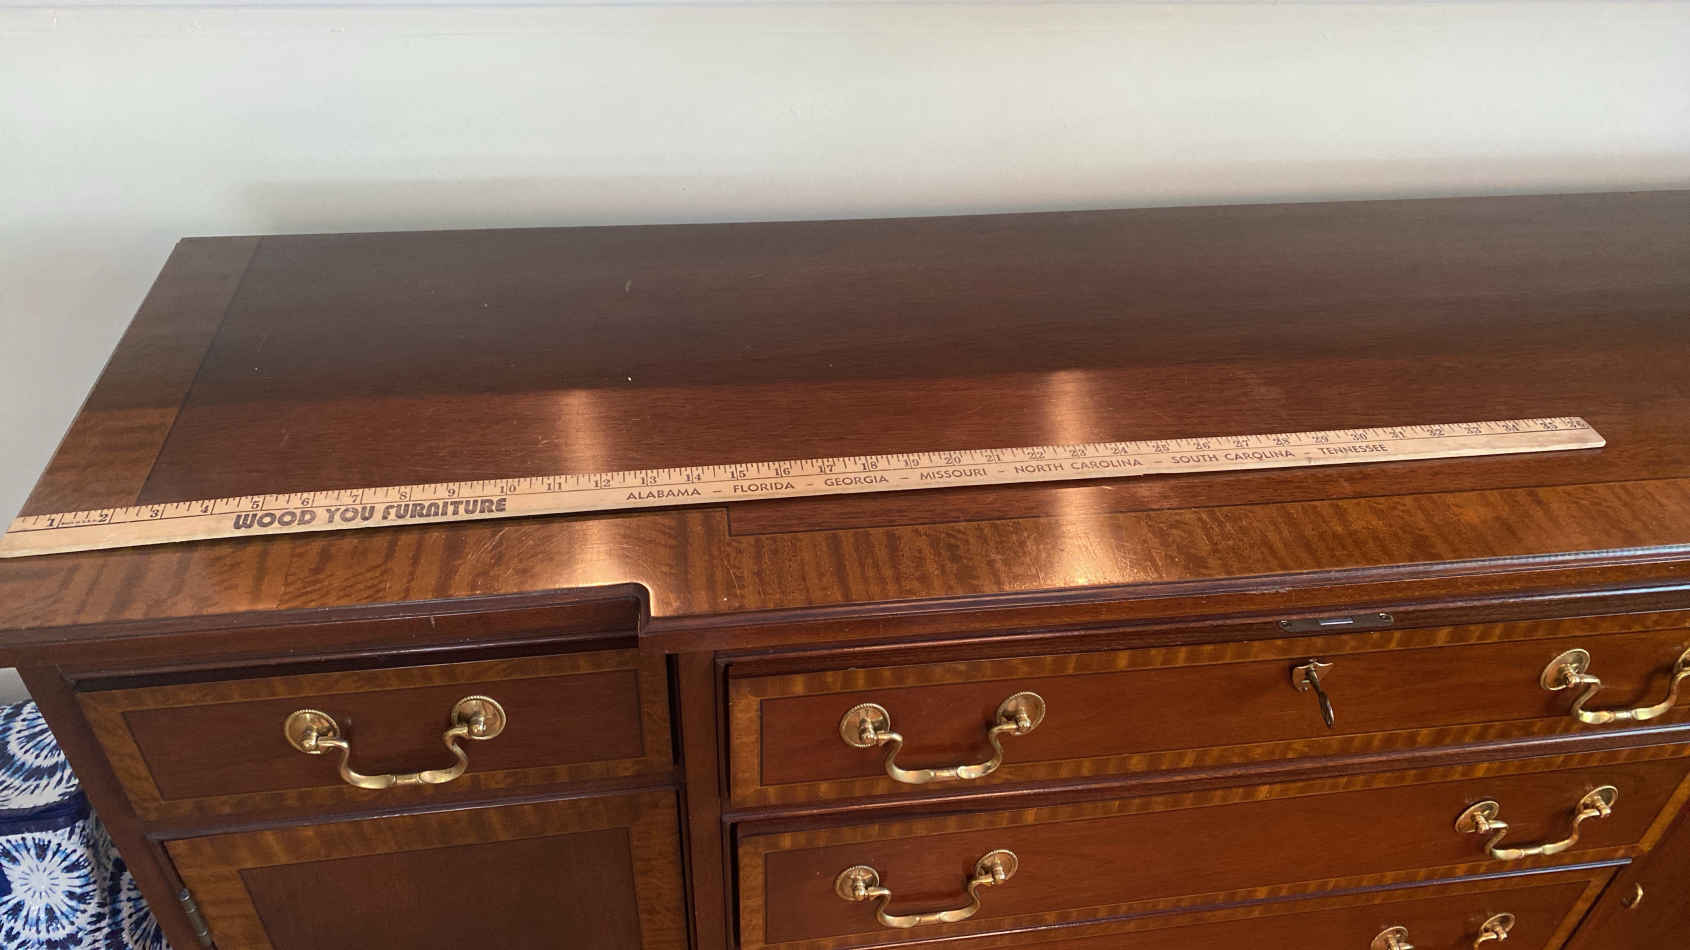 1 2 3 4 5 6 7 8 9 10 11 12 13 14 15 16 17 18 19 20 21 22 23 24 25 26 27 28 29 30 31 32 33 34 35 36
WOOD YOU FURNITURE ALABAMA – FLORIDA – GEORGIA – MISSOURI – NORTH CAROLINA – SOUTH CAROLINA – TENNESSEE